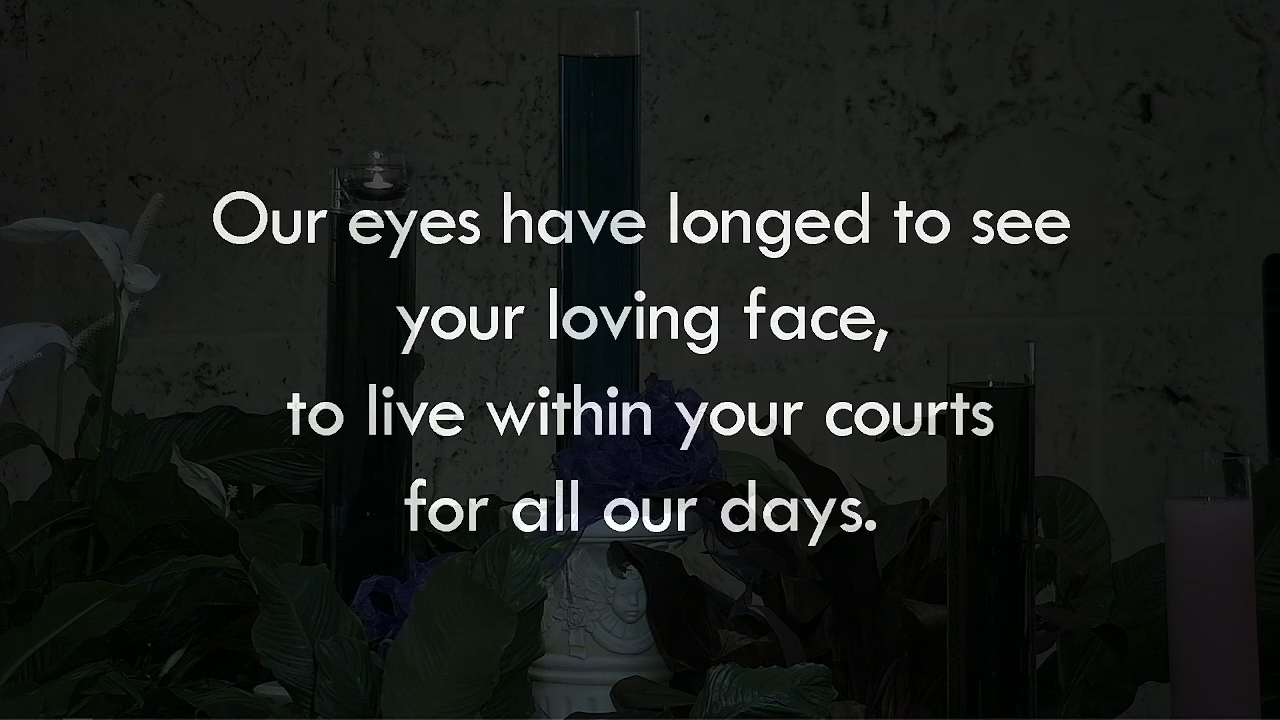 Our eyes have longed to see
your loving face,
to live within your courts
for all our days.